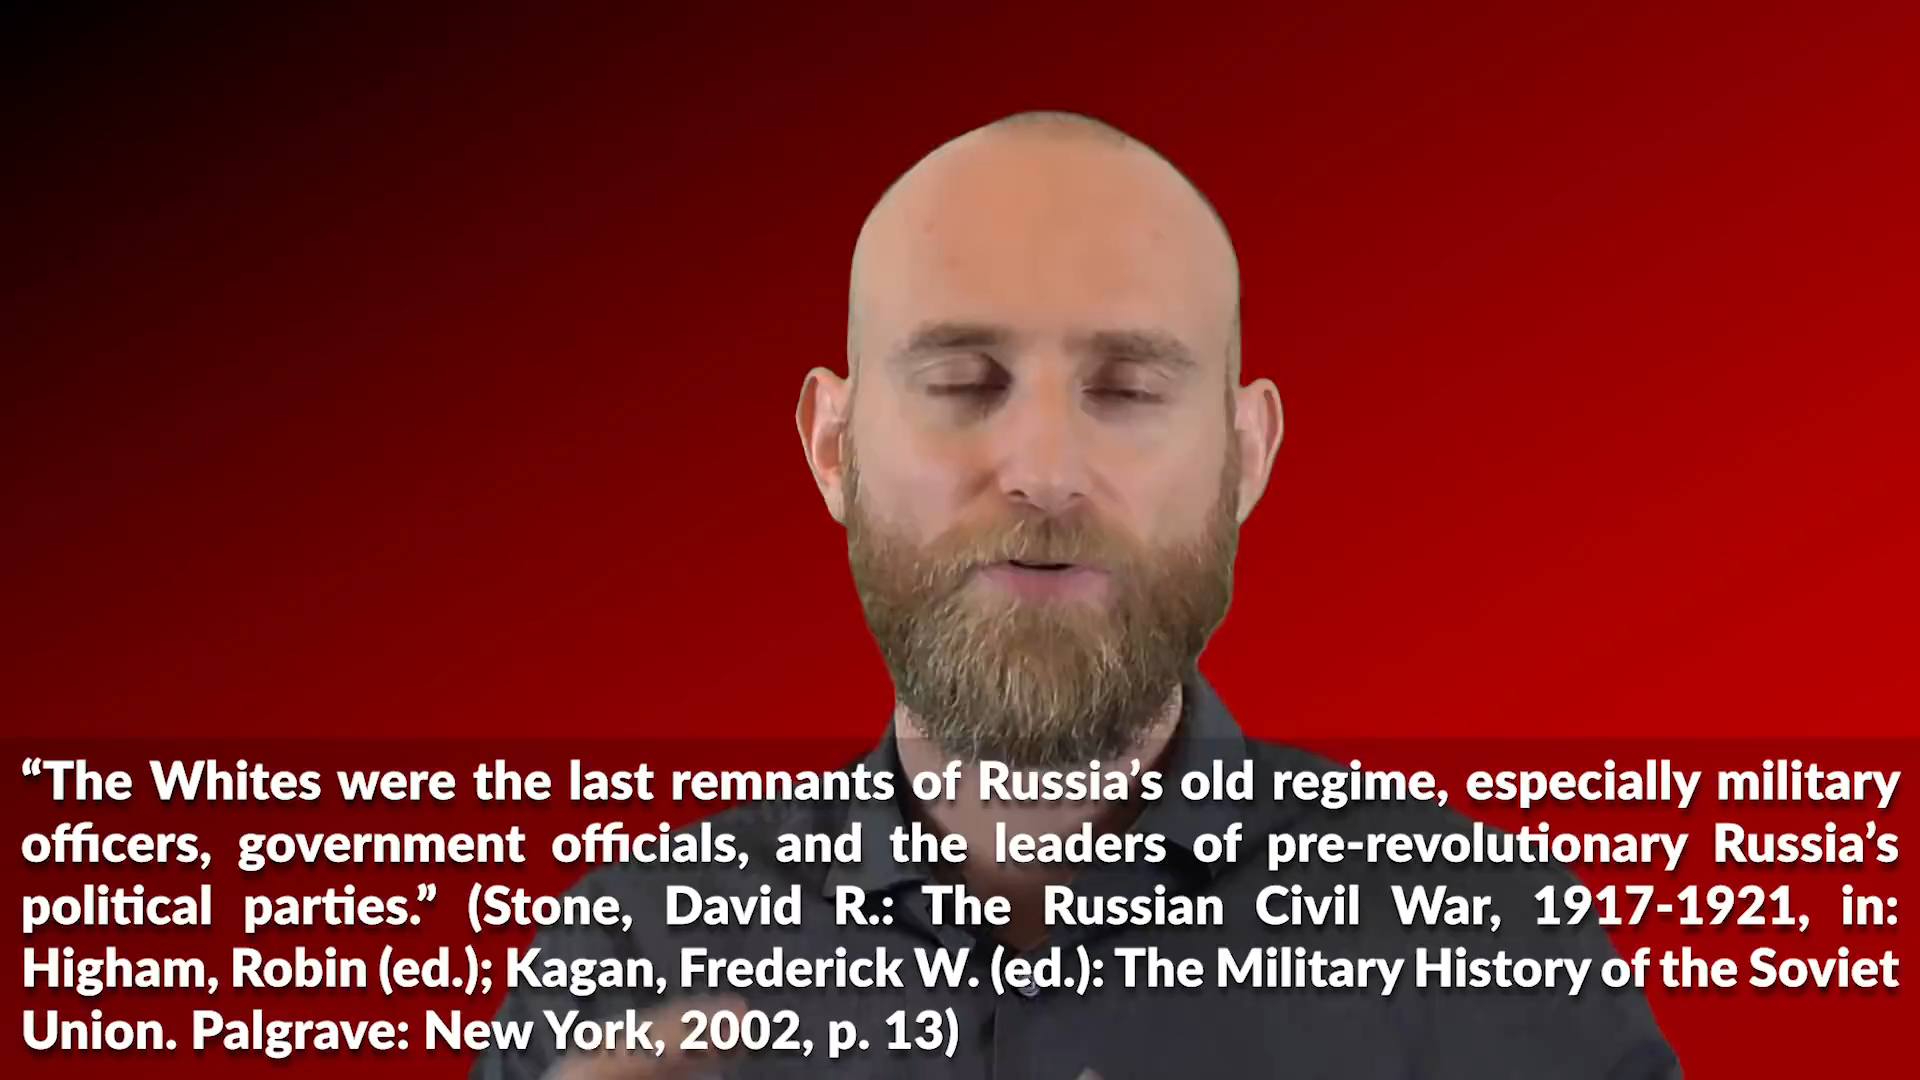 “The Whites were the last remnants of Russia’s old regime, especially military
officers, government officials, and the leaders of pre-revolutionary Russia’s
political parties.” (Stone, David R.: The Russian Civil War, 1917-1921, in:
Higham, Robin (ed.); Kagan, Frederick W. (ed.): The Military History of the Soviet
Union. Palgrave: New York, 2002, p. 13)